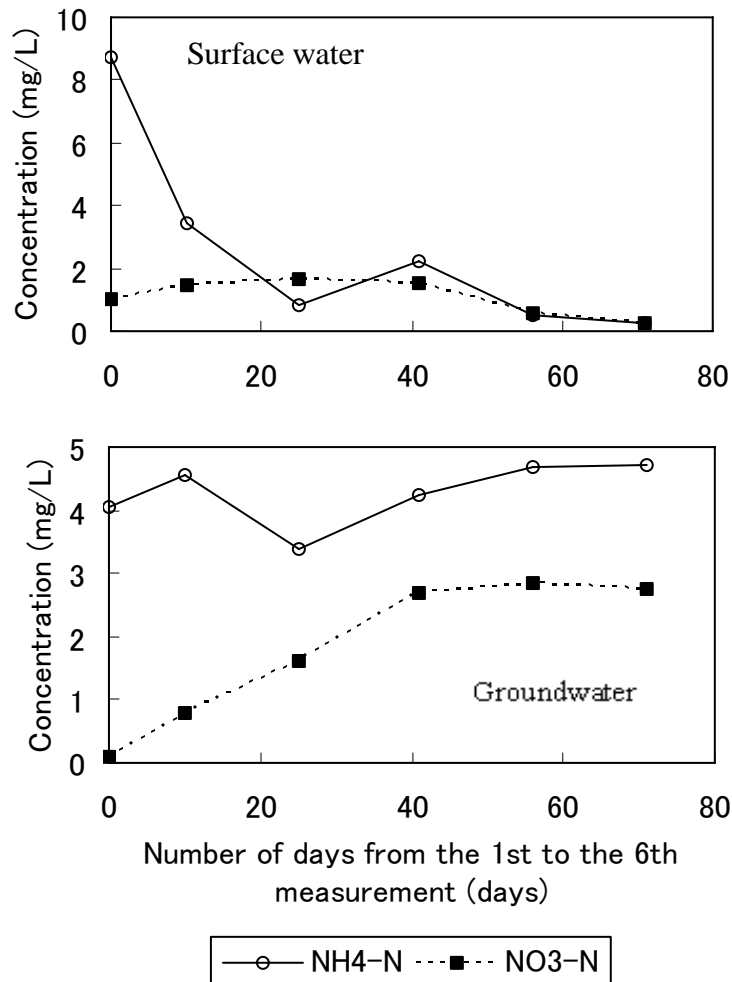 10
8
6
4
2
0
Concentration (mg/L)
Surface water
0 20 40 60 80
5
4
3
2
1
0
Concentration (mg/L)
Groundwater
0 20 40 60 80
Number of days from the 1st to the 6th
measurement (days)
NH4-N NO3-N